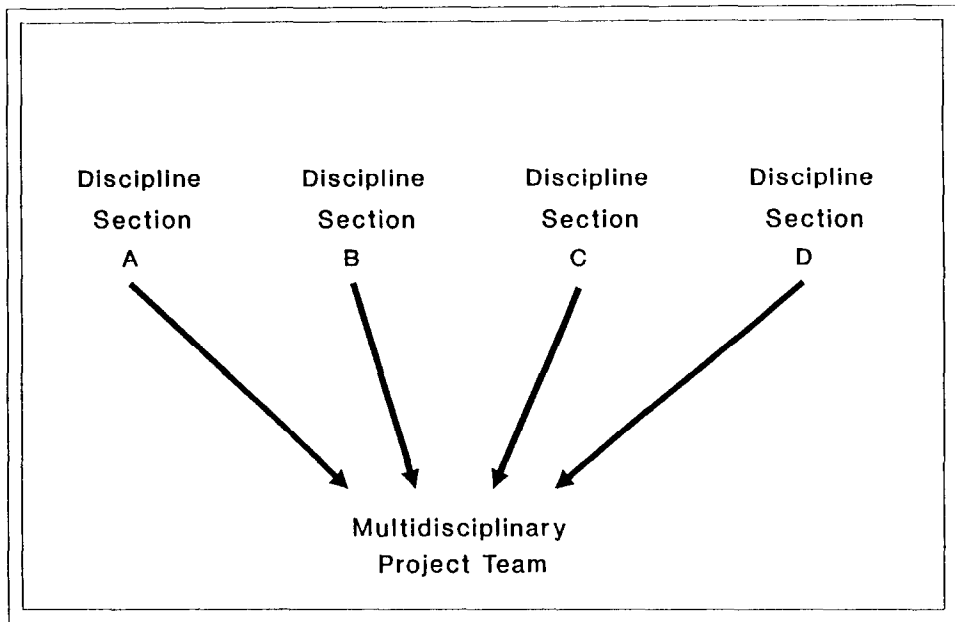 Discipline
Section
A
Discipline
Section
B
Discipline
Section
C
Discipline
Section
D
Multidisciplinary
Project Team